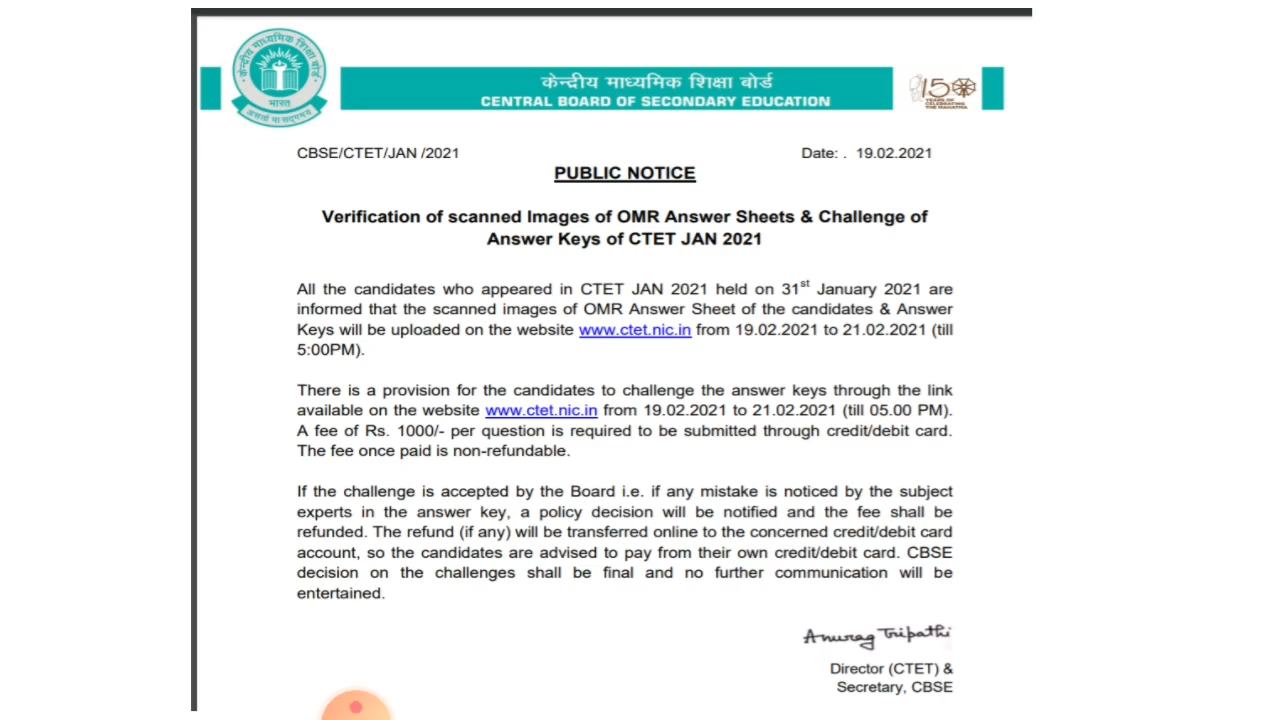 केन्द्रीय माध्यमिक शिक्षा बोर्ड
भारत
असतो मा सद्गमय
केन्द्रीय माध्यमिक शिक्षा बोर्ड
CENTRAL BOARD OF SECONDARY EDUCATION
150
YEARS OF
CELEBRATING
THE MAHATMA
CBSE/CTET/JAN /2021 Date: . 19.02.2021
PUBLIC NOTICE
Verification of scanned Images of OMR Answer Sheets & Challenge of
Answer Keys of CTET JAN 2021
All the candidates who appeared in CTET JAN 2021 held on 31st January 2021 are
informed that the scanned images of OMR Answer Sheet of the candidates & Answer
Keys will be uploaded on the website www.ctet.nic.in from 19.02.2021 to 21.02.2021 (till
5:00PM).
There is a provision for the candidates to challenge the answer keys through the link
available on the website www.ctet.nic.in from 19.02.2021 to 21.02.2021 (till 05.00 PM).
A fee of Rs. 1000/- per question is required to be submitted through credit/debit card.
The fee once paid is non-refundable.
If the challenge is accepted by the Board i.e. if any mistake is noticed by the subject
experts in the answer key, a policy decision will be notified and the fee shall be
refunded. The refund (if any) will be transferred online to the concerned credit/debit card
account, so the candidates are advised to pay from their own credit/debit card. CBSE
decision on the challenges shall be final and no further communication will be
entertained.
Anurag Tripathi
Director (CTET) &
Secretary, CBSE